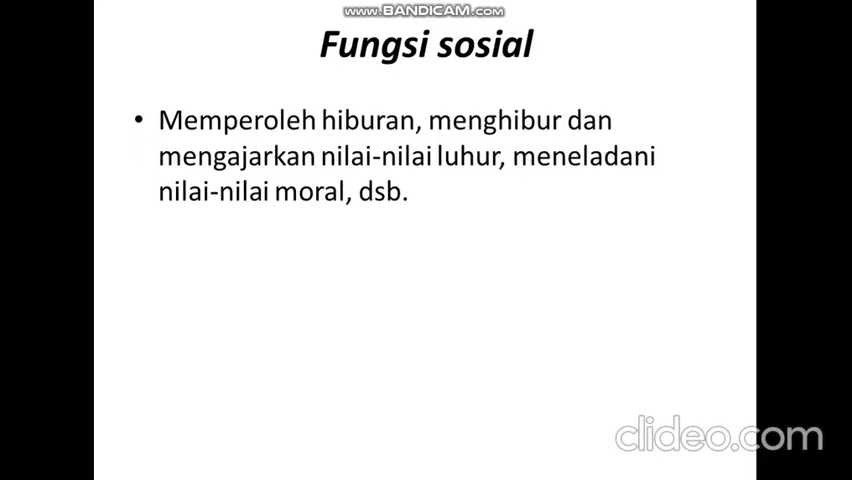 www.BANDICAM.com
Fungsi sosial
• Memperoleh hiburan, menghibur dan
mengajarkan nilai-nilai luhur, meneladani
nilai-nilai moral, dsb.
clideo.com